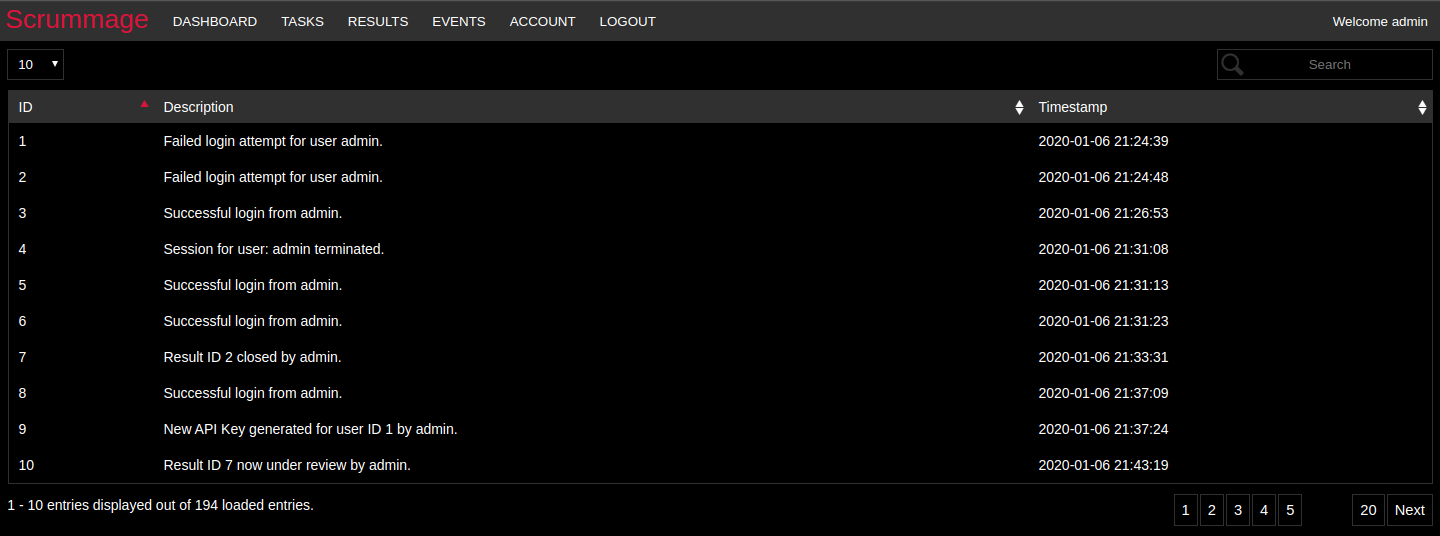 Scrummage DASHBOARD TASKS RESULTS EVENTS ACCOUNT LOGOUT Welcome admin
10 Search
ID Description Timestamp
1 Failed login attempt for user admin. 2020-01-06 21:24:39
2 Failed login attempt for user admin. 2020-01-06 21:24:48
3 Successful login from admin. 2020-01-06 21:26:53
4 Session for user: admin terminated. 2020-01-06 21:31:08
5 Successful login from admin. 2020-01-06 21:31:13
6 Successful login from admin. 2020-01-06 21:31:23
7 Result ID 2 closed by admin. 2020-01-06 21:33:31
8 Successful login from admin. 2020-01-06 21:37:09
9 New API Key generated for user ID 1 by admin. 2020-01-06 21:37:24
10 Result ID 7 now under review by admin. 2020-01-06 21:43:19
1 - 10 entries displayed out of 194 loaded entries. 1 2 3 4 5 20 Next